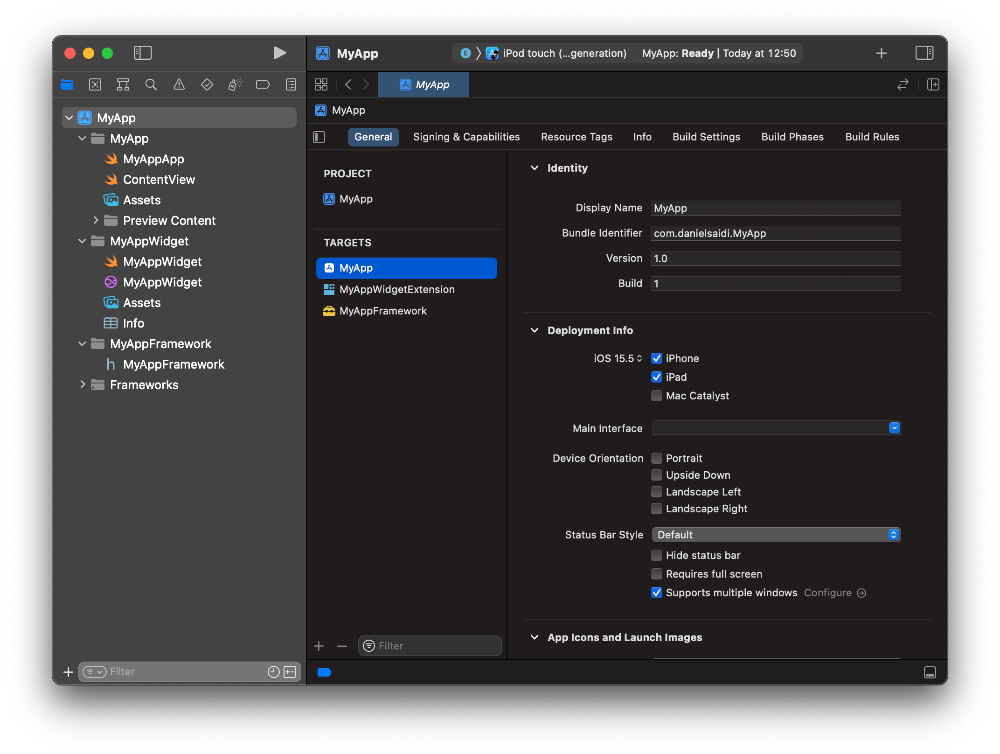 MyApp
iPod touch (...generation)
MyApp: Ready | Today at 12:50
MyApp
MyApp
MyApp
MyAppApp
ContentView
Assets
Preview Content
MyAppWidget
MyAppWidget
MyAppWidget
Assets
Info
MyAppFramework
h MyAppFramework
Frameworks
Filter
MyApp
General
Signing & Capabilities
Resource Tags
Info
Build Settings
Build Phases
Build Rules
PROJECT
MyApp
TARGETS
MyApp
MyAppWidgetExtension
MyAppFramework
Filter
Identity
Display Name MyApp
Bundle Identifier com.danielsaidi.MyApp
Version 1.0
Build 1
Deployment Info
iOS 15.5 iPhone
iPad
Mac Catalyst
Main Interface
Device Orientation Portrait
Upside Down
Landscape Left
Landscape Right
Status Bar Style Default
Hide status bar
Requires full screen
Supports multiple windows Configure
App Icons and Launch Images